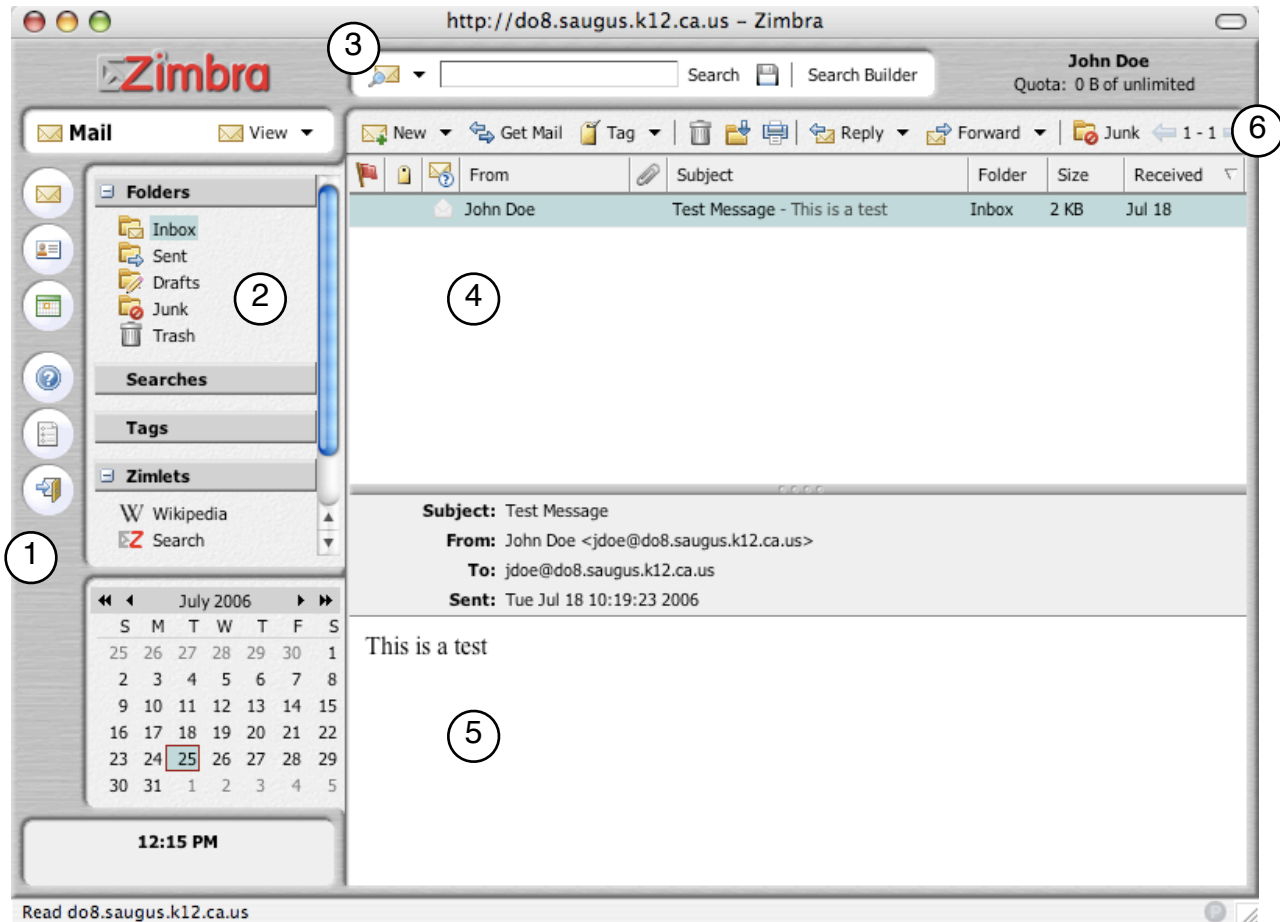 http://do8.saugus.k12.ca.us – Zimbra
Zimbra
3
Search
Search Builder
John Doe
Quota: 0 B of unlimited
Mail
View
New
Get Mail
Tag
Reply
Forward
Junk
1 - 1
6
From
Subject
Folder
Size
Received
John Doe
Test Message - This is a test
Inbox
2 KB
Jul 18
Folders
Inbox
Sent
Drafts
Junk
Trash
2
4
Searches
Tags
Zimlets
W Wikipedia
Z Search
1
Subject: Test Message
From: John Doe <jdoe@do8.saugus.k12.ca.us>
To: jdoe@do8.saugus.k12.ca.us
Sent: Tue Jul 18 10:19:23 2006
This is a test
5
July 2006
S M T W T F S
25 26 27 28 29 30 1
2 3 4 5 6 7 8
9 10 11 12 13 14 15
16 17 18 19 20 21 22
23 24 25 26 27 28 29
30 31 1 2 3 4 5
12:15 PM
Read do8.saugus.k12.ca.us
P